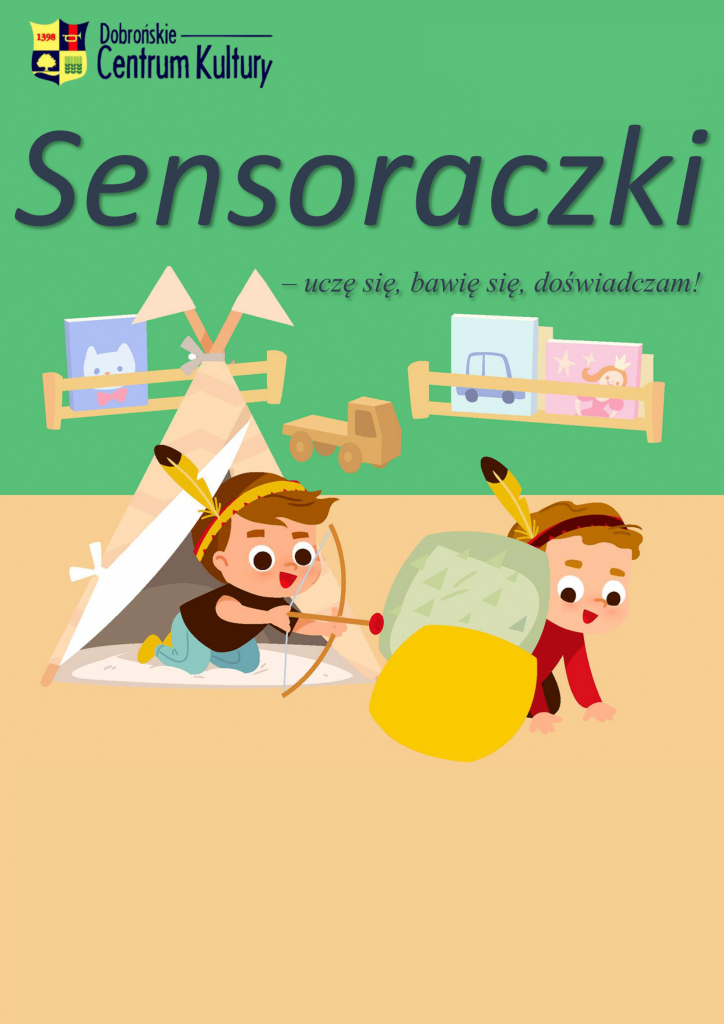 1398
Dobrońskie
Centrum Kultury
Sensoraczki
– uczę się, bawię się, doświadczam!